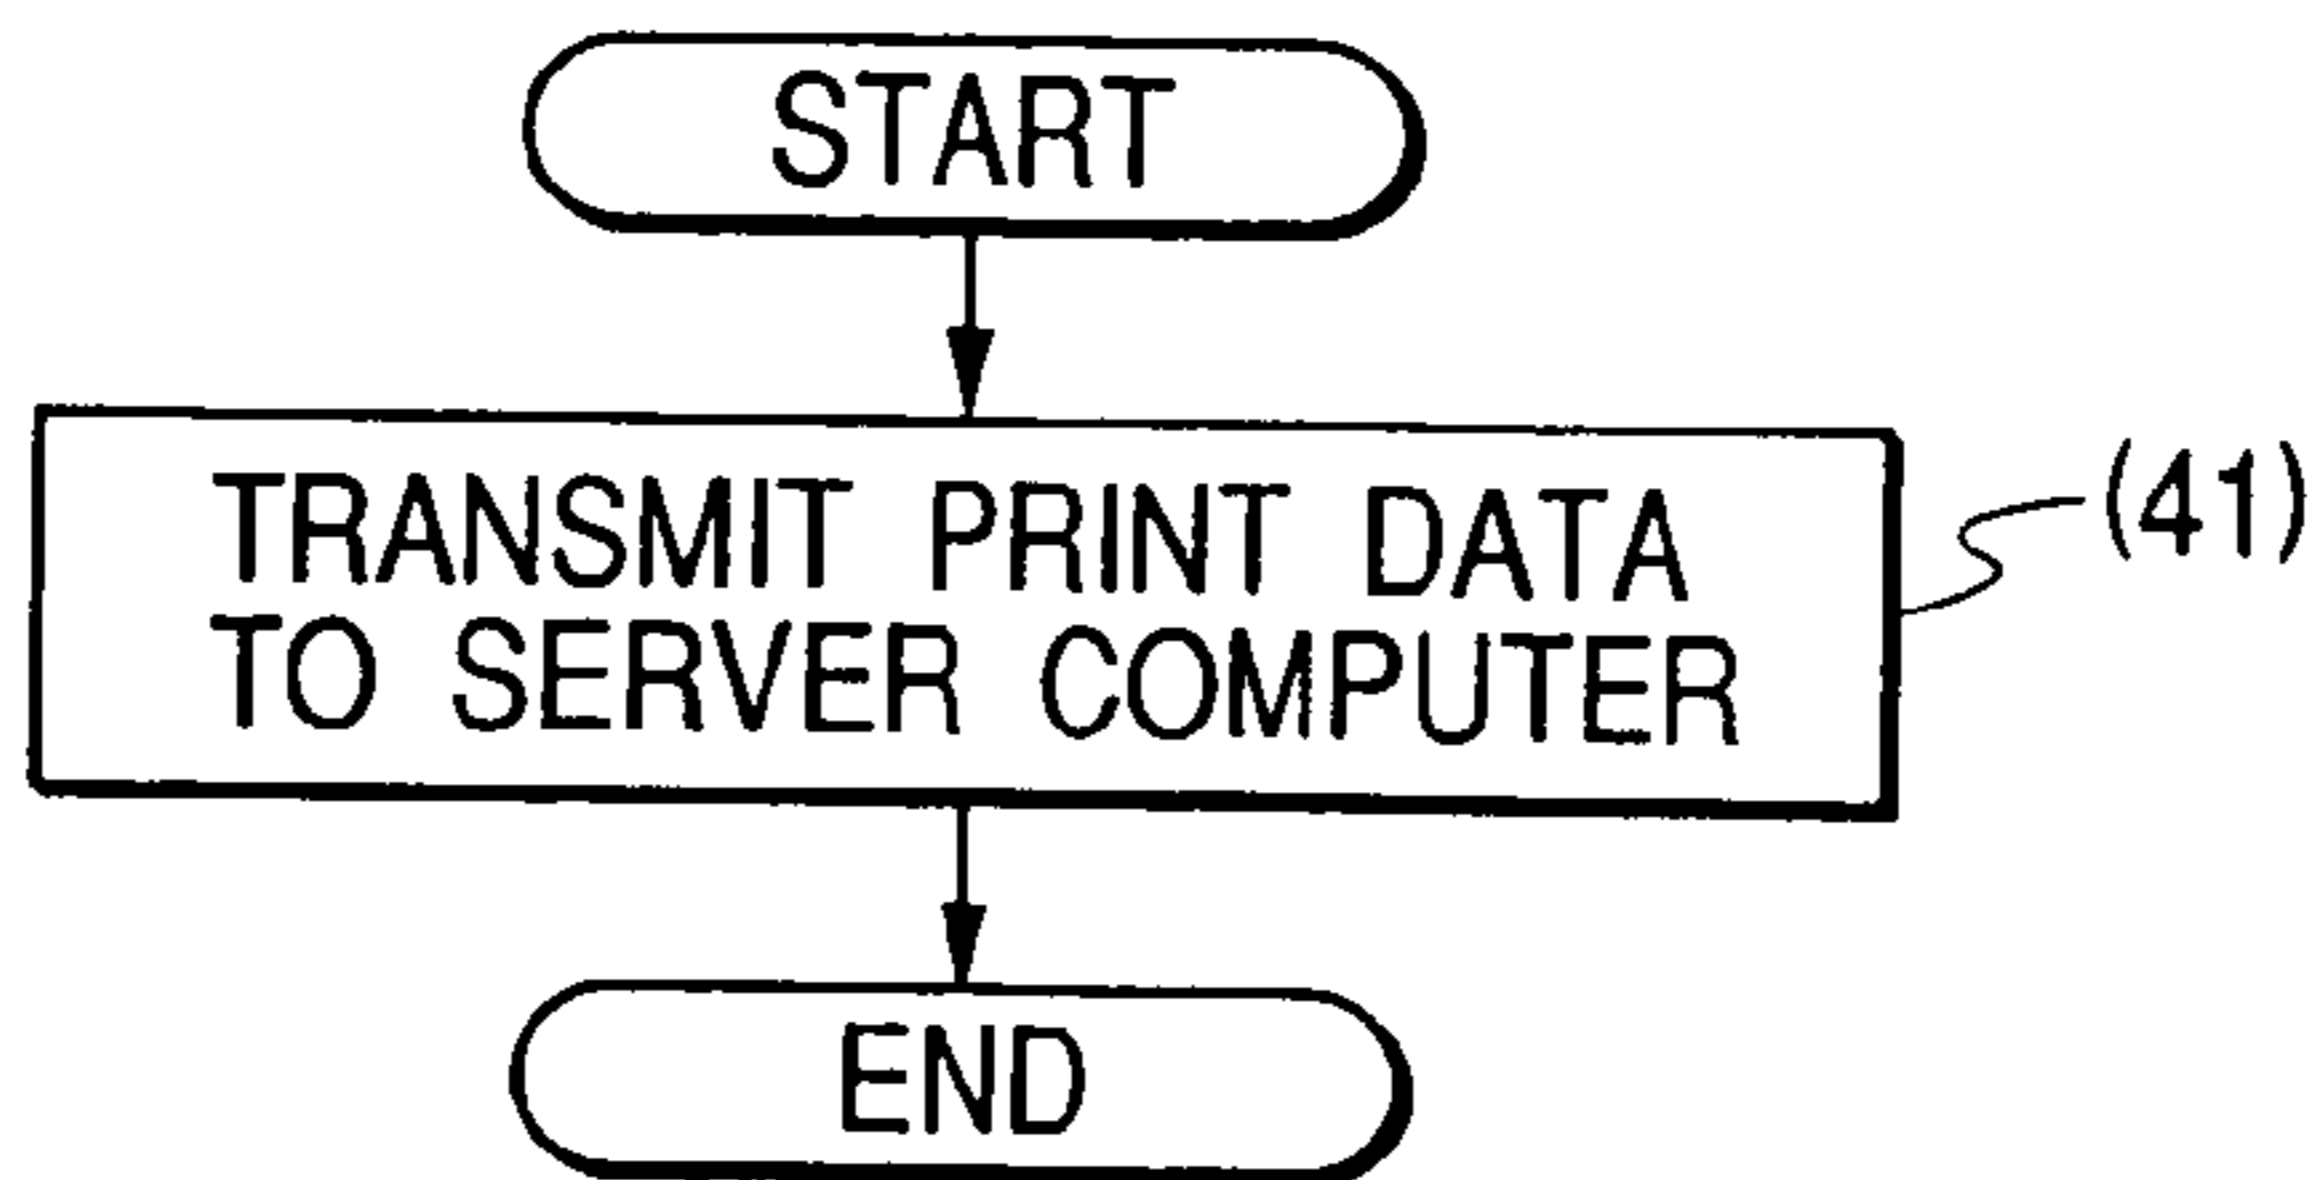 START
TRANSMIT PRINT DATA
TO SERVER COMPUTER
(41)
END